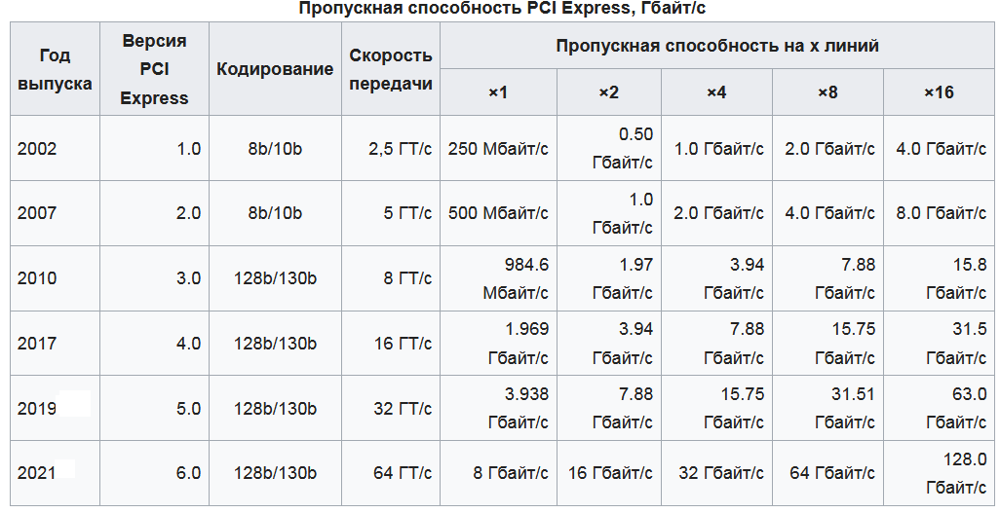 Пропускная способность PCI Express, Гбайт/с
Год выпуска | Версия PCI Express | Кодирование | Скорость передачи | Пропускная способность на x линий
×1 | ×2 | ×4 | ×8 | ×16
2002 | 1.0 | 8b/10b | 2,5 ГТ/с | 250 Мбайт/с | 0.50 Гбайт/с | 1.0 Гбайт/с | 2.0 Гбайт/с | 4.0 Гбайт/с
2007 | 2.0 | 8b/10b | 5 ГТ/с | 500 Мбайт/с | 1.0 Гбайт/с | 2.0 Гбайт/с | 4.0 Гбайт/с | 8.0 Гбайт/с
2010 | 3.0 | 128b/130b | 8 ГТ/с | 984.6 Мбайт/с | 1.97 Гбайт/с | 3.94 Гбайт/с | 7.88 Гбайт/с | 15.8 Гбайт/с
2017 | 4.0 | 128b/130b | 16 ГТ/с | 1.969 Гбайт/с | 3.94 Гбайт/с | 7.88 Гбайт/с | 15.75 Гбайт/с | 31.5 Гбайт/с
2019 | 5.0 | 128b/130b | 32 ГТ/с | 3.938 Гбайт/с | 7.88 Гбайт/с | 15.75 Гбайт/с | 31.51 Гбайт/с | 63.0 Гбайт/с
2021 | 6.0 | 128b/130b | 64 ГТ/с | 8 Гбайт/с | 16 Гбайт/с | 32 Гбайт/с | 64 Гбайт/с | 128.0 Гбайт/с